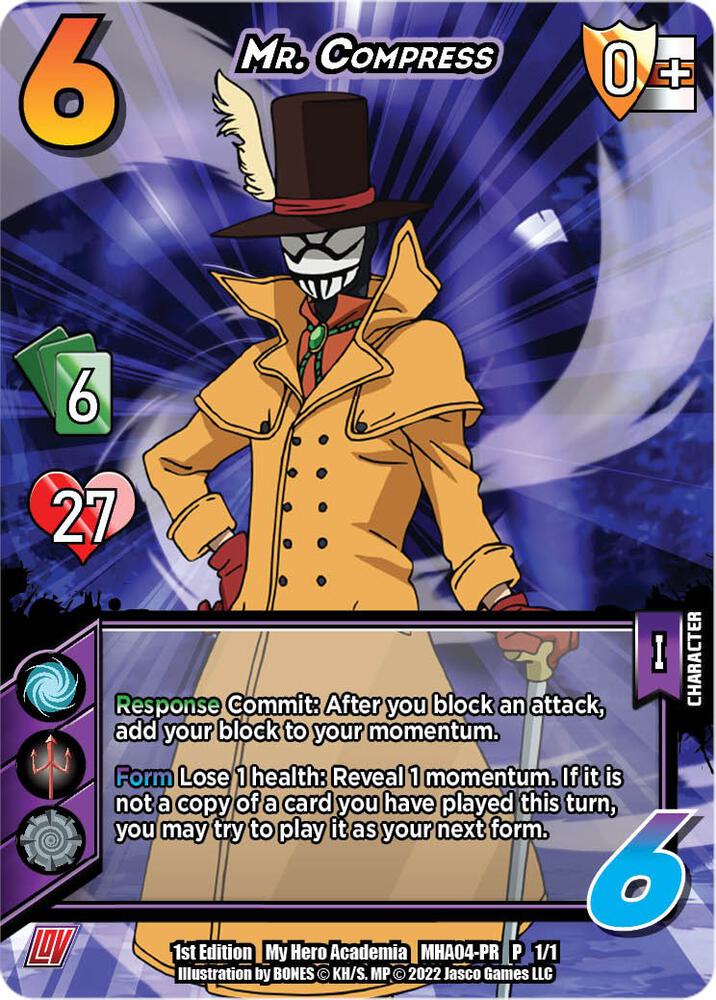 6
MR. COMPRESS
0 +
6
27
I
CHARACTER
Response Commit: After you block an attack,
add your block to your momentum.
Form Lose 1 health: Reveal 1 momentum. If it is
not a copy of a card you have played this turn,
you may try to play it as your next form.
6
LOV
1st Edition My Hero Academia MHA04-PR P 1/1
Illustration by BONES © KH/S. MP © 2022 Jasco Games LLC